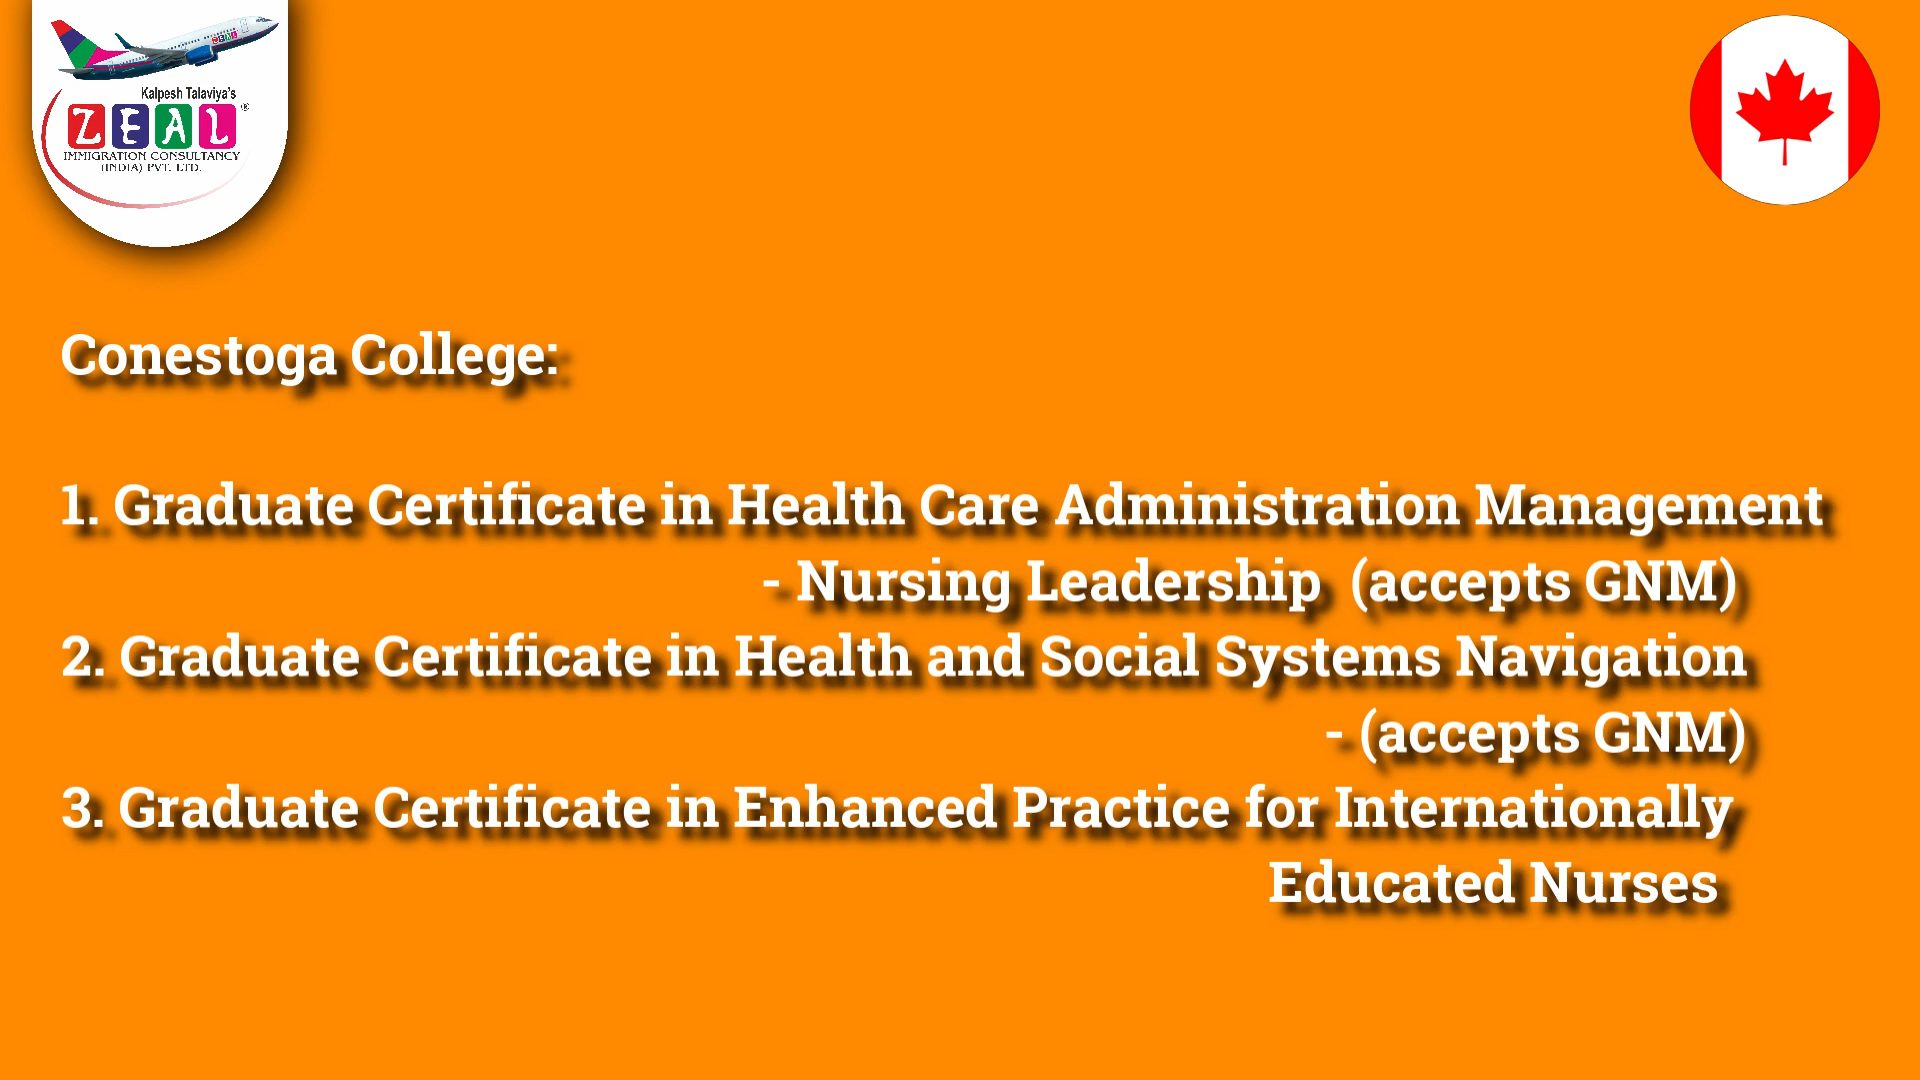 ZEAL
Kalpesh Talaviya's
ZEAL ®
IMMIGRATION CONSULTANCY
(INDIA) PVT. LTD.
Conestoga College:
1. Graduate Certificate in Health Care Administration Management
- Nursing Leadership (accepts GNM)
2. Graduate Certificate in Health and Social Systems Navigation
- (accepts GNM)
3. Graduate Certificate in Enhanced Practice for Internationally
Educated Nurses